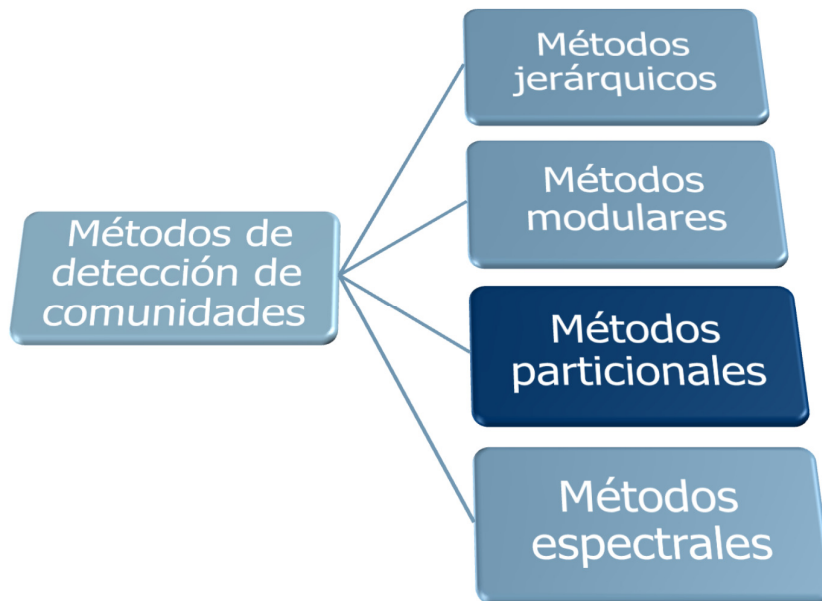 Métodos de
detección de
comunidades
Métodos
jerárquicos
Métodos
modulares
Métodos
particionales
Métodos
espectrales